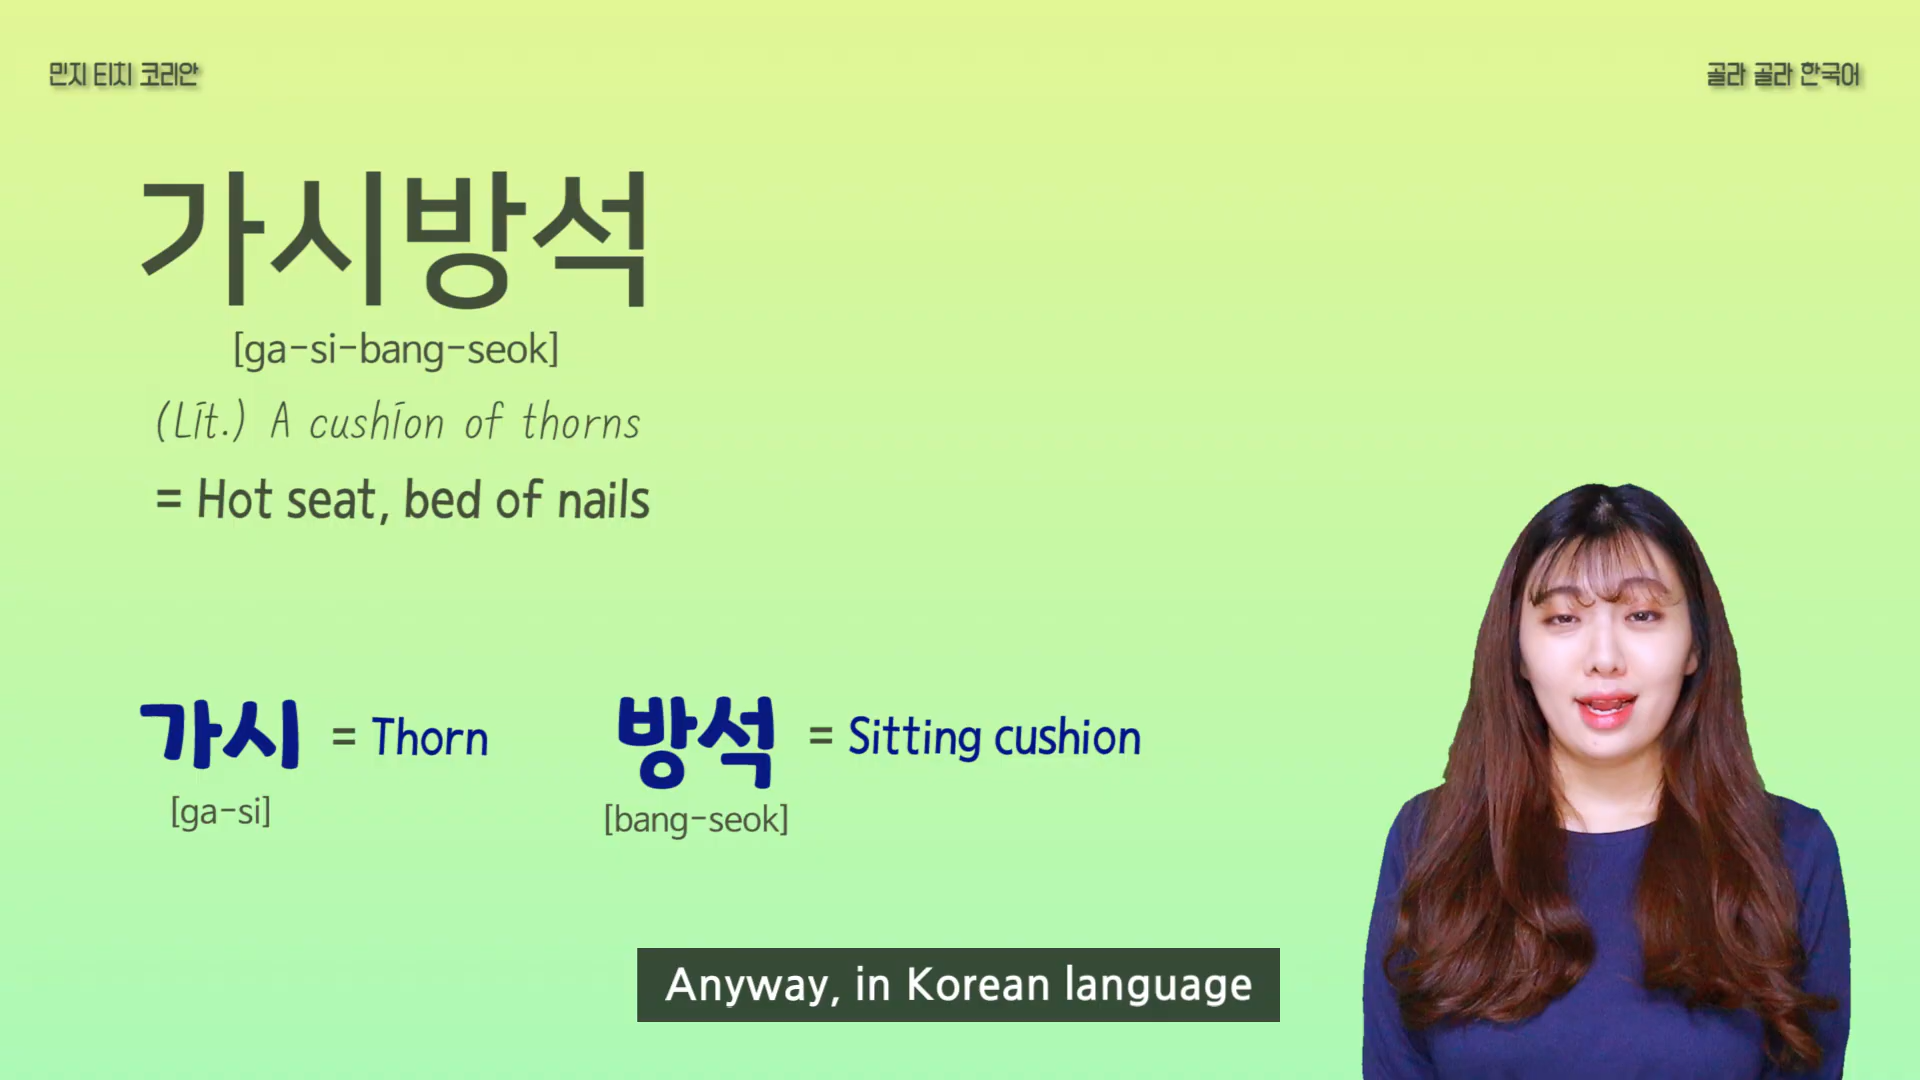 민지 티치 코리안
골라 골라 한국어
가시방석
[ga-si-bang-seok]
(Lit.) A cushion of thorns
= Hot seat, bed of nails
가시 = Thorn
[ga-si]
방석 = Sitting cushion
[bang-seok]
Anyway, in Korean language